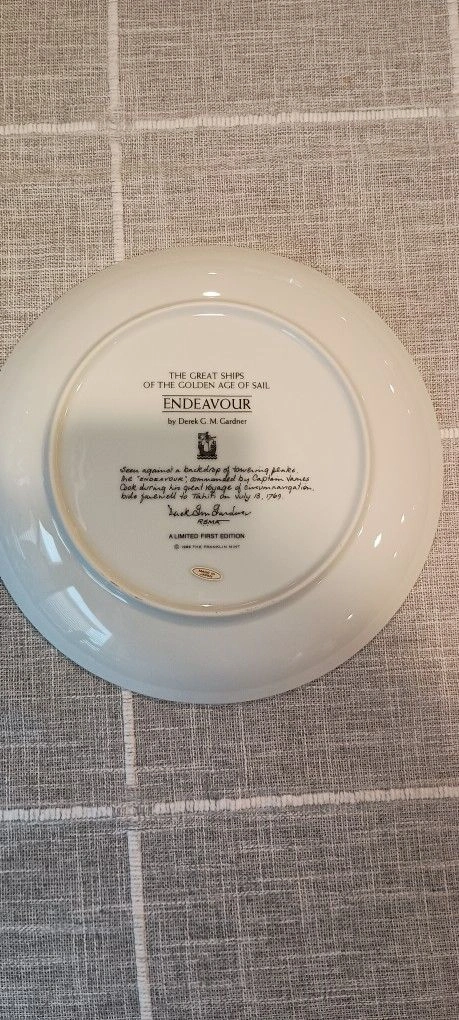 THE GREAT SHIPS
OF THE GOLDEN AGE OF SAIL
ENDEAVOUR
by Derek G. M. Gardner
Seen against a backdrop of towering peaks,
the "ENDEAVOUR", commanded by Captain James
Cook during his great voyage of circumnavigation,
bids farewell to Tahiti on July 13, 1769.
RSMA
A LIMITED FIRST EDITION
THE FRANKLIN MINT